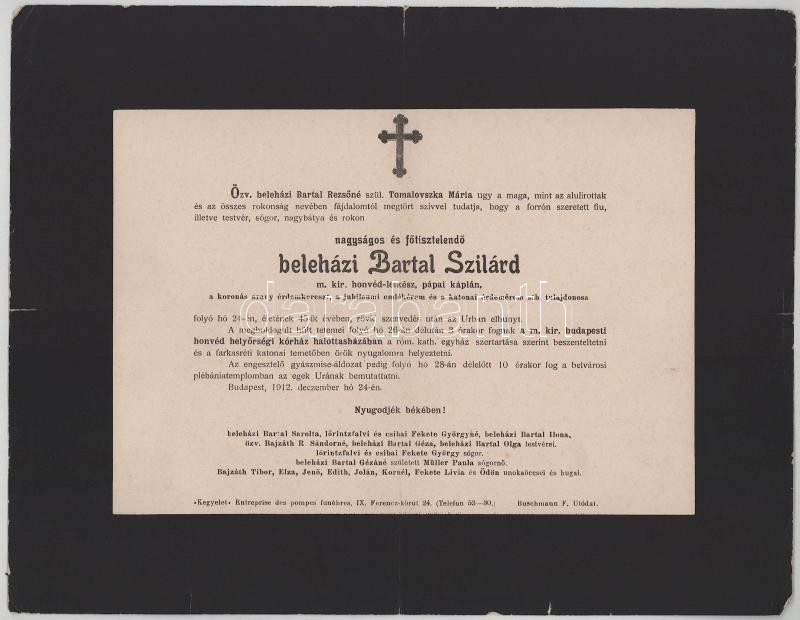 Özv. beleházi Bartal Rezsőné szül. Tomalovszka Mária ugy a maga, mint az alulirottak
és az összes rokonság nevében fájdalomtól megtört szivvel tudatja, hogy a forrón szeretett fiu,
illetve testvér, sógor, nagybátya és rokon
nagyságos és főtisztelendő
beleházi Bartal Szilárd
m. kir. honvéd-lelkész, pápai káplán,
a koronás arany érdemkereszt, a jubileumi emlékérem és a katonai érdemérem stb. tulajdonosa
folyó hó 24-én, életének 45-ik évében, rövid szenvedés után az Urban elhunyt.
A megboldogult hült tetemei folyó hó 26-án délután 3 órakor fognak a m. kir. budapesti
honvéd helyőrségi kórház halottasházában a róm. kath. egyház szertartása szerint beszenteltetni
és a farkasréti katonai temetőben örök nyugalomra helyeztetni.
Az engesztelő gyászmise-áldozat pedig folyó hó 28-án délelőtt 10 órakor fog a belvárosi
plébániatemplomban az egek Urának bemutattatni.
Budapest, 1912. deczember hó 24-én.
Nyugodjék békében!
beleházi Bartal Sarolta, lőrintzfalvi és csibai Fekete Györgyné, beleházi Bartal Ilona,
özv. Bajzáth R. Sándorné, beleházi Bartal Géza, beleházi Bartal Olga testvérei.
lőrintzfalvi és csibai Fekete György sógor.
beleházi Bartal Gézáné született Müller Paula sógornő.
Bajzáth Tibor, Elza, Jenő, Edith, Jolán, Kornél, Fekete Livia és Ödön unokaöccsei és hugai.
«Kegyelet» Entreprise des pompes funèbres, IX. Ferencz-körut 24. (Telefon 53—30.) Buschmann F. Utódai.
darabanth